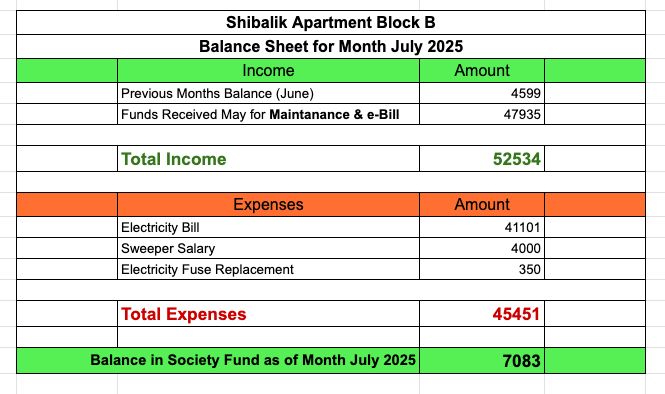 Shibalik Apartment Block B
Balance Sheet for Month July 2025
Income Amount
Previous Months Balance (June) 4599
Funds Received May for Maintanance & e-Bill 47935
Total Income 52534
Expenses Amount
Electricity Bill 41101
Sweeper Salary 4000
Electricity Fuse Replacement 350
Total Expenses 45451
Balance in Society Fund as of Month July 2025 7083